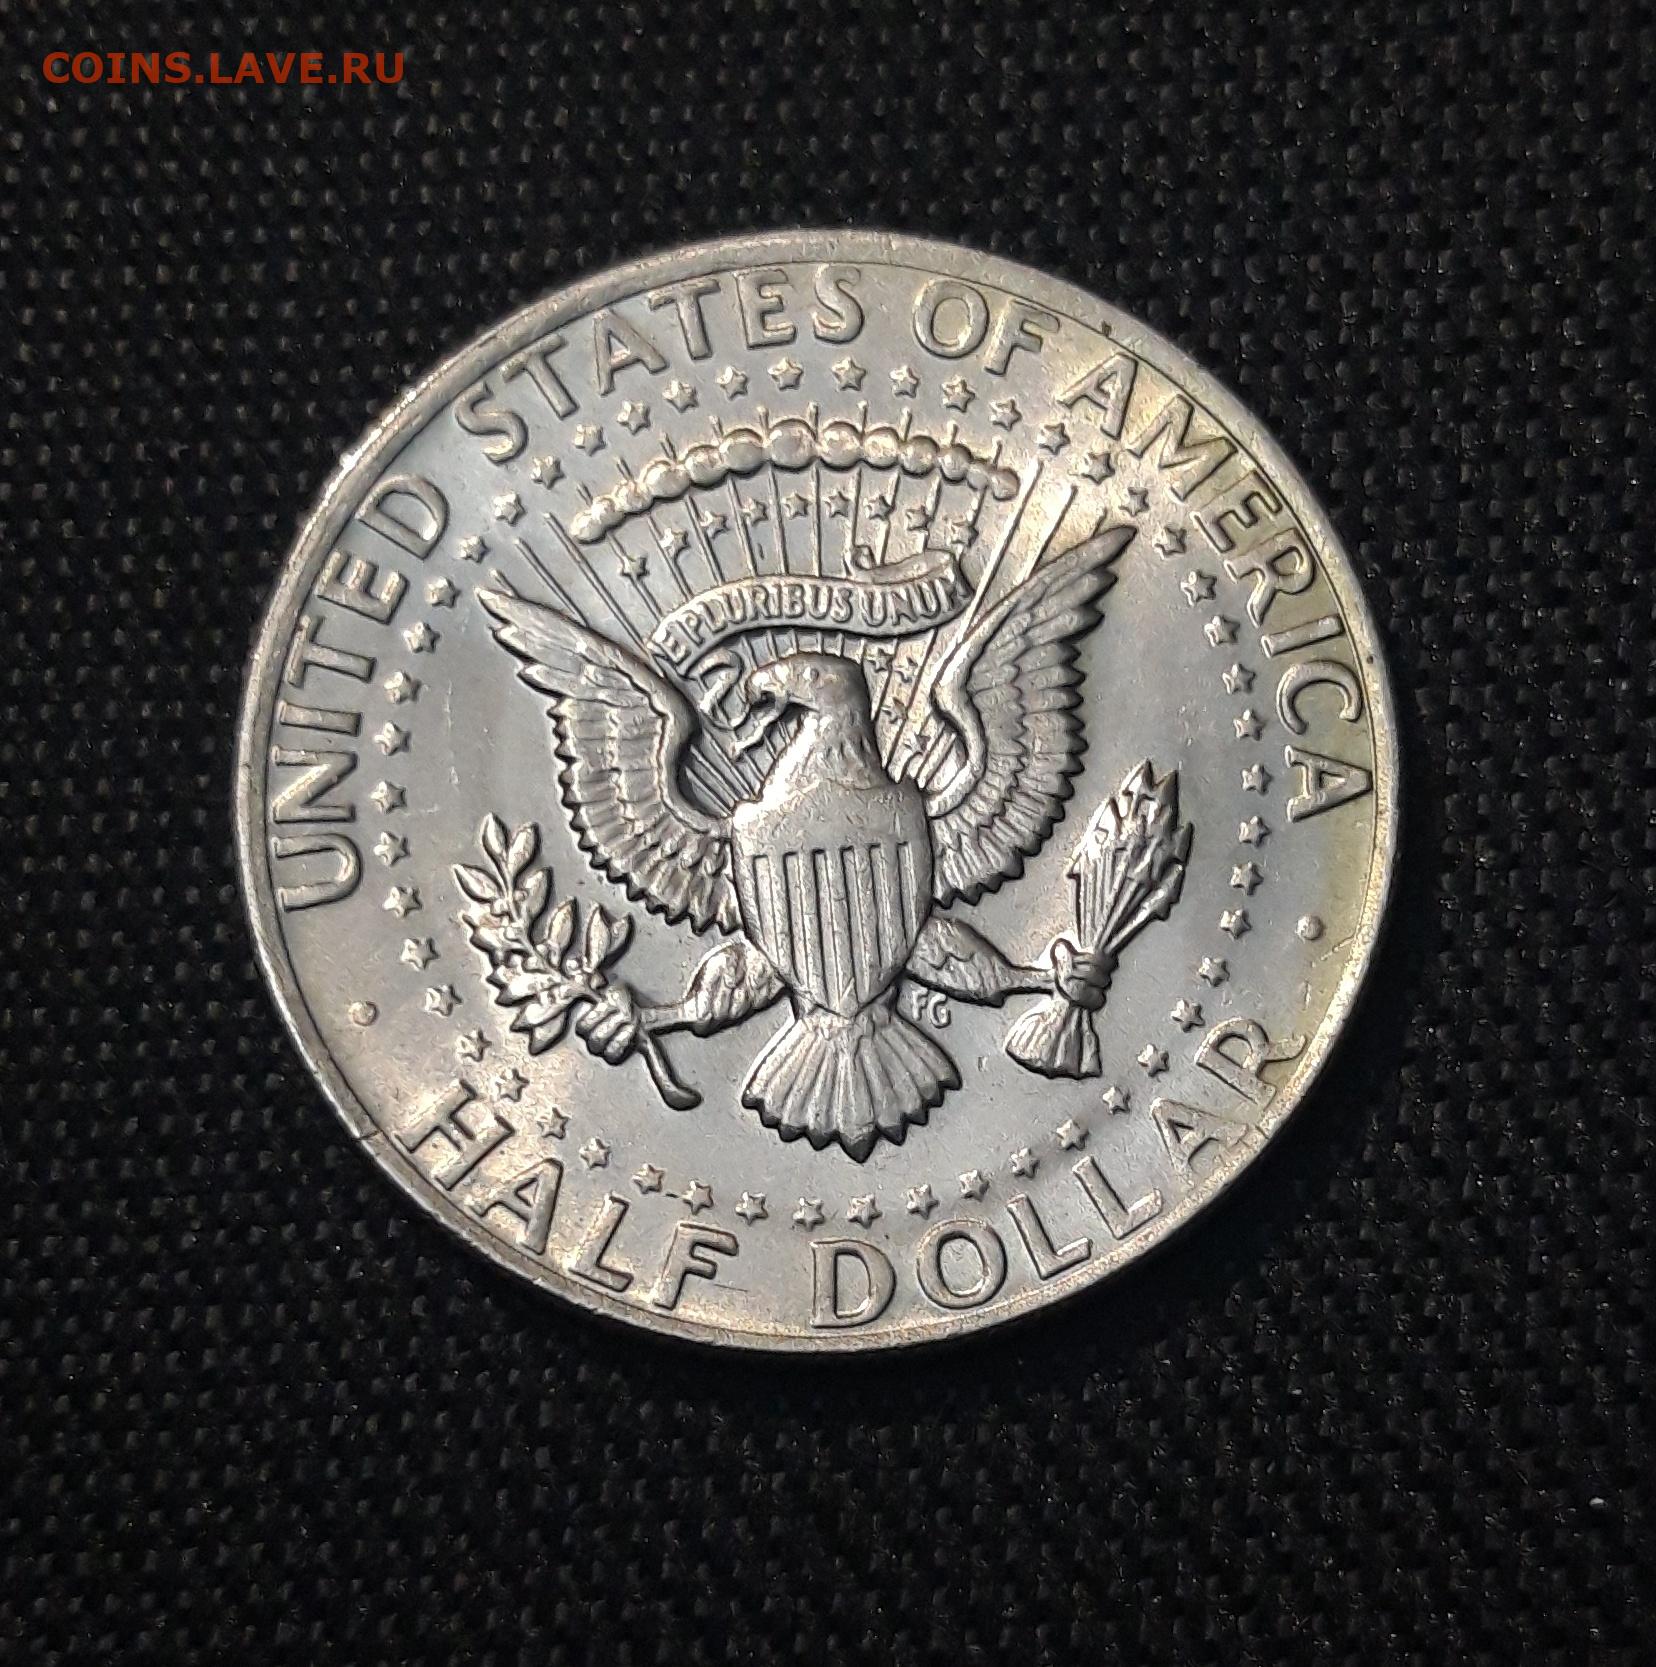 COINS.LAVE.RU
UNITED STATES OF AMERICA
E PLURIBUS UNUM
FG
HALF DOLLAR